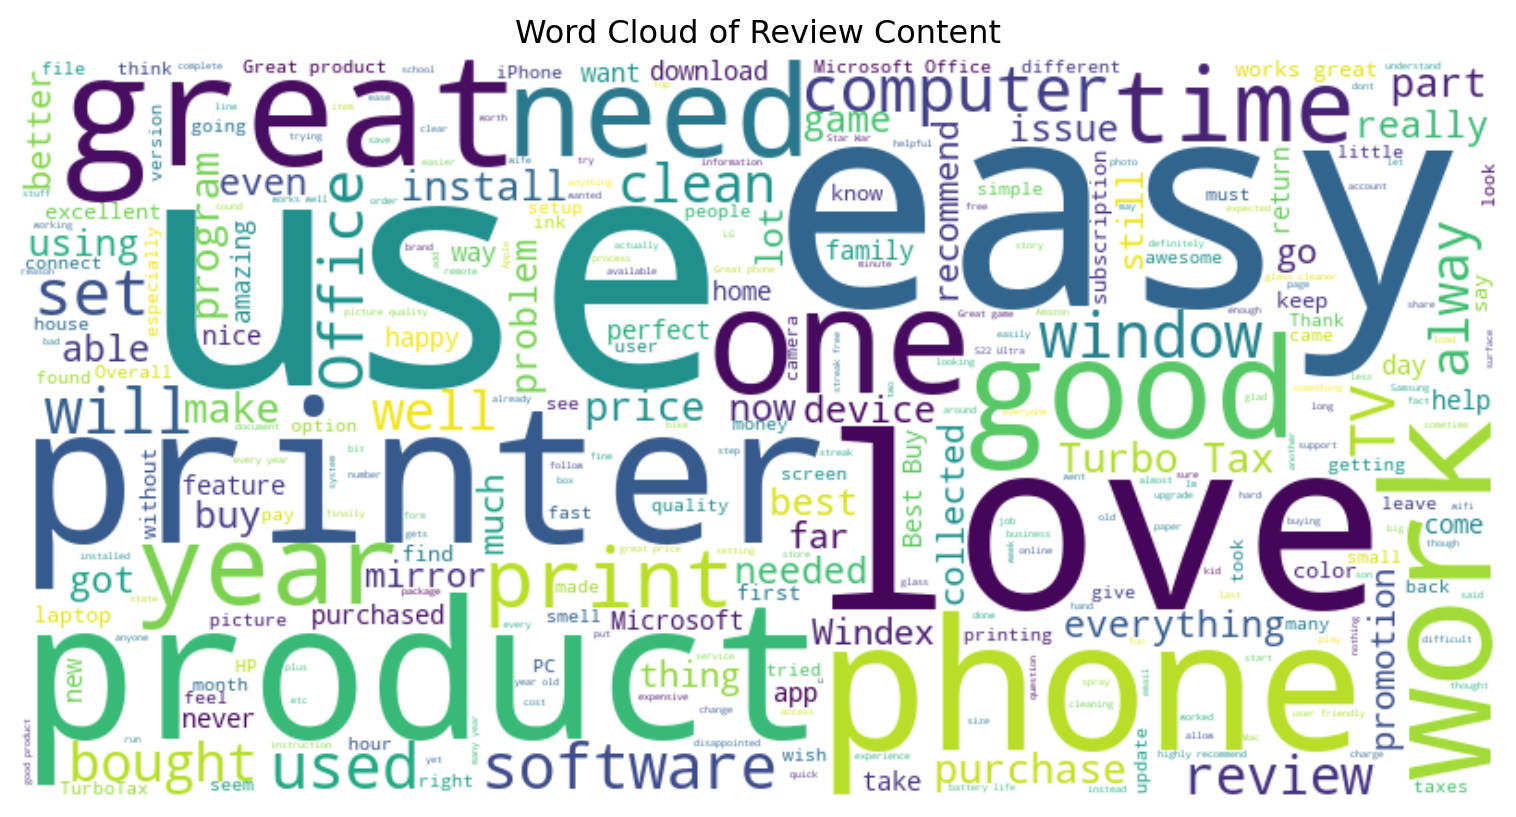 Word Cloud of Review Content
file think complete Great product school iPhone want download Microsoft Office different works great understand
great need computer time part
better version going line item ease save clear worth top game Star War helpful issue dont really
trying easier wife try information recommend little let look
stuff program even install anything wanted clean know simple photo must account return
use easy
excellent sound works well order setup ink people lot free subscription may still expected
using working amazing office brand way actually LG family story definitely awesome go alway say
connect reason especially add remote Apple process available Great phone minute glass cleaner page
set picture quality problem home keep share
house bad nice happy perfect user camera one Great game easily Amazon window enough Thank came load surface
able S22 Ultra
found Overall streak free looking two good something less day Samsung fact
will make well already see price now device around everyone glad long help sometime
document option bike money TV
printer love
every year bit fine step streak Turbo Tax another support getting
without feature system number follow box screen Best Buy collected went almost sure Im upgrade hard leave wifi work
buy pay finally form gets much fast quality best far job business old paper buying big come though
installed year find great price setting store needed week online took small
got mirror print made first glass kid color son back
state package last said
laptop picture purchased every smell Microsoft Windex done hand give everything many promotion
anyone put printing fun play nothing difficult
product phone
new HP plus PC thing service tried start
month feel etc year old expensive app u question spray email thought
never cost change access size cleaning worked user friendly
good product run many year hour yet instruction disappointed wish experience allow Mac
bought used software highly recommend charge review
TurboTax seem right quick take purchase battery life instead update taxes